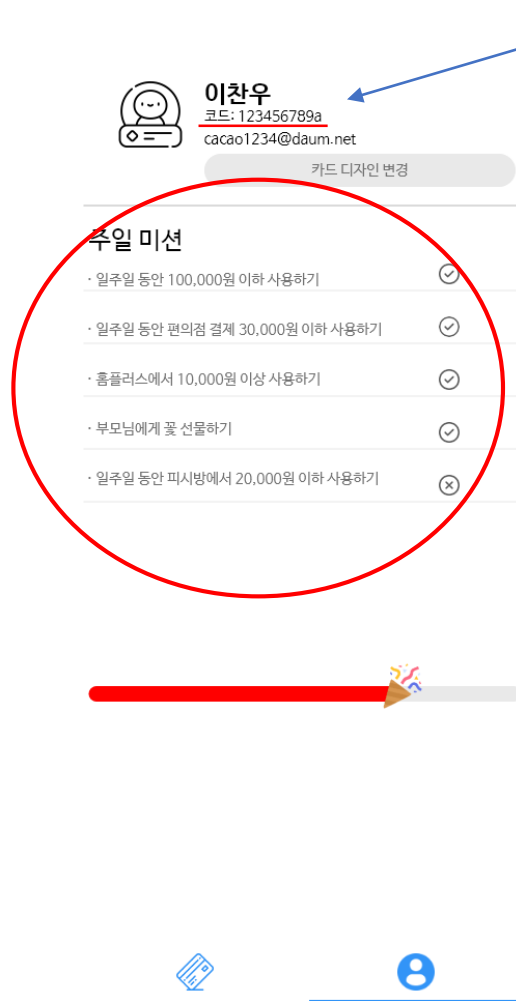 이찬우
코드: 123456789a
cacao1234@daum.net
카드 디자인 변경
주일 미션
· 일주일 동안 100,000원 이하 사용하기
· 일주일 동안 편의점 결제 30,000원 이하 사용하기
· 홈플러스에서 10,000원 이상 사용하기
· 부모님에게 꽃 선물하기
· 일주일 동안 피시방에서 20,000원 이하 사용하기